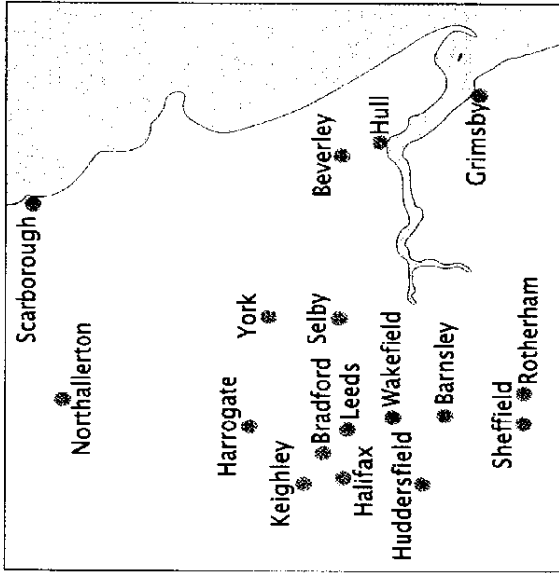 Scarborough
Northallerton
Harrogate
York
Keighley
Bradford
Selby
Leeds
Halifax
Beverley
Hull
Wakefield
Huddersfield
Barnsley
Grimsby
Sheffield
Rotherham